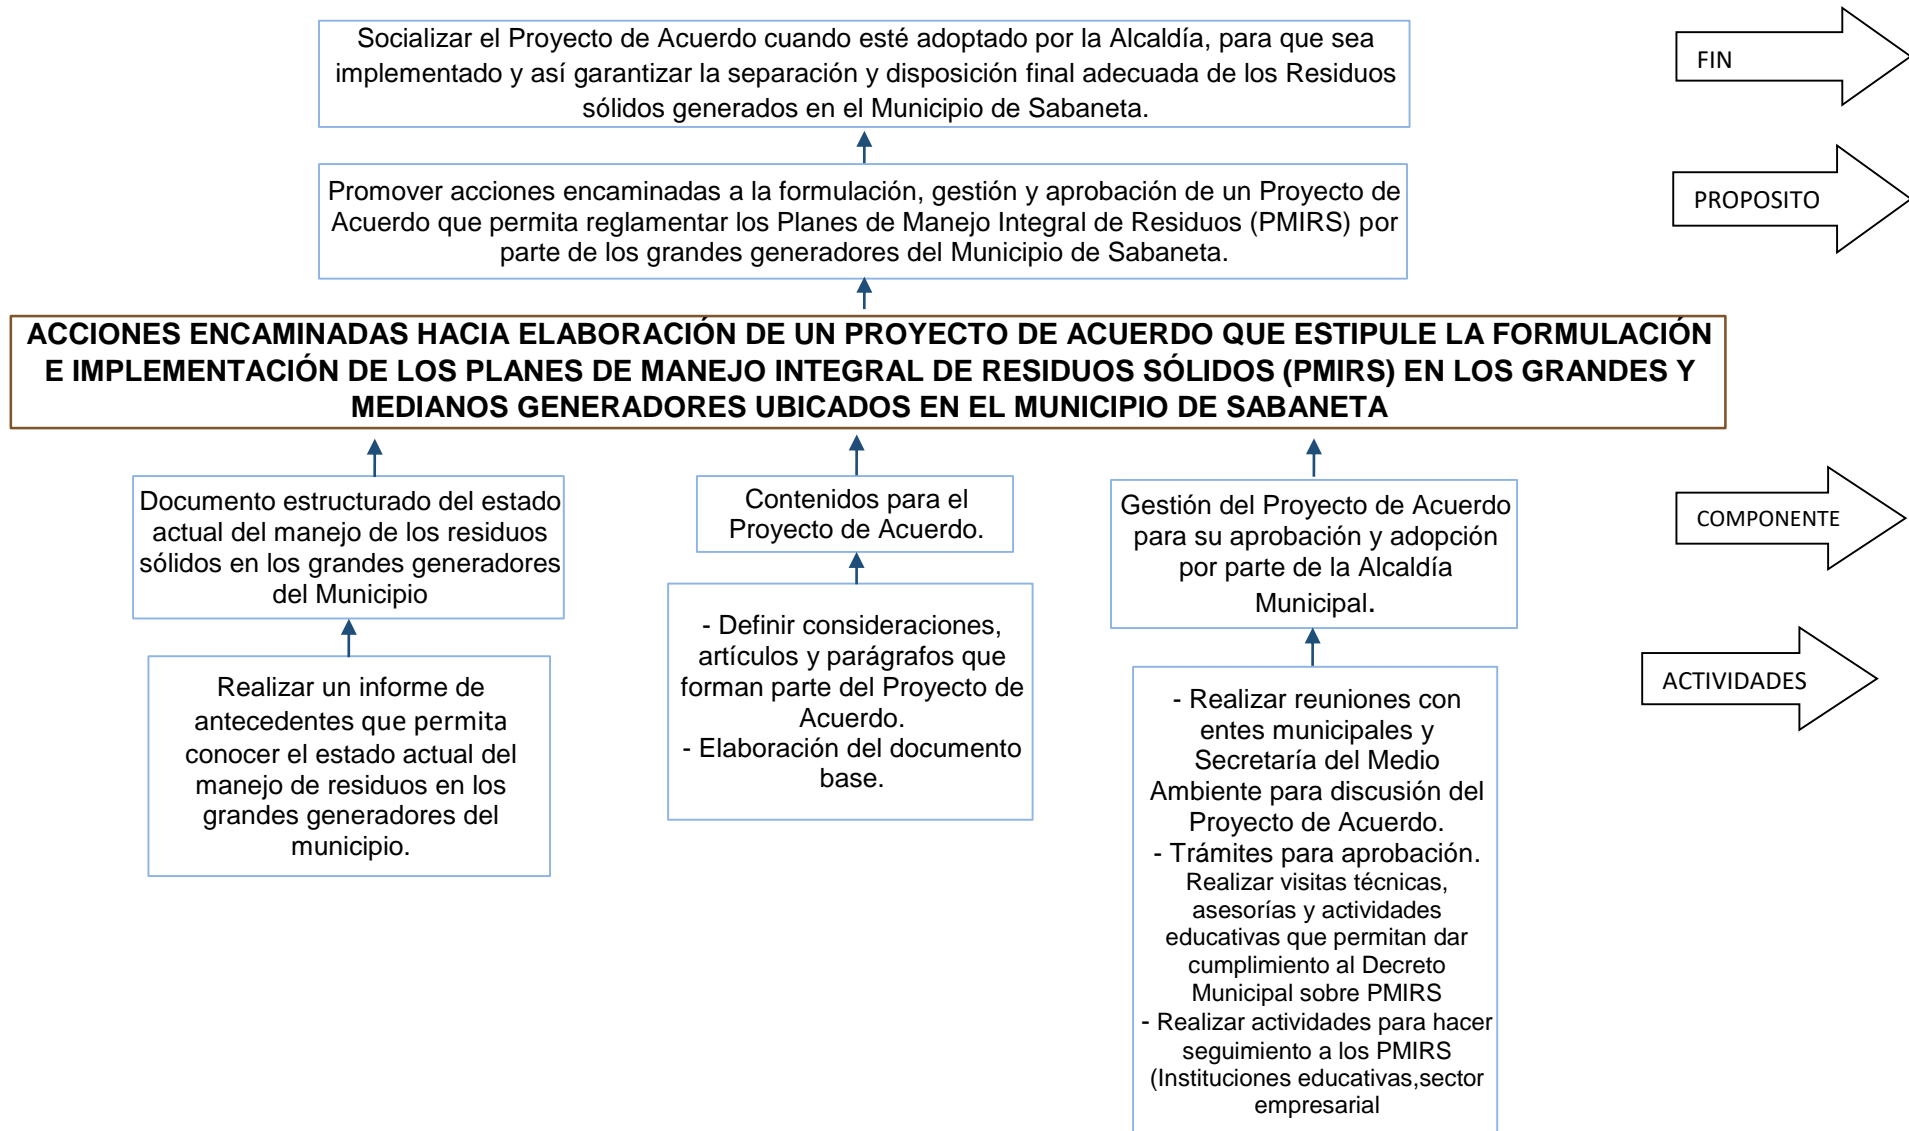 Socializar el Proyecto de Acuerdo cuando esté adoptado por la Alcaldía, para que sea
implementado y así garantizar la separación y disposición final adecuada de los Residuos
sólidos generados en el Municipio de Sabaneta.
FIN
Promover acciones encaminadas a la formulación, gestión y aprobación de un Proyecto de
Acuerdo que permita reglamentar los Planes de Manejo Integral de Residuos (PMIRS) por
parte de los grandes generadores del Municipio de Sabaneta.
PROPOSITO
ACCIONES ENCAMINADAS HACIA ELABORACIÓN DE UN PROYECTO DE ACUERDO QUE ESTIPULE LA FORMULACIÓN
E IMPLEMENTACIÓN DE LOS PLANES DE MANEJO INTEGRAL DE RESIDUOS SÓLIDOS (PMIRS) EN LOS GRANDES Y
MEDIANOS GENERADORES UBICADOS EN EL MUNICIPIO DE SABANETA
Documento estructurado del estado
actual del manejo de los residuos
sólidos en los grandes generadores
del Municipio
Contenidos para el
Proyecto de Acuerdo.
Gestión del Proyecto de Acuerdo
para su aprobación y adopción
por parte de la Alcaldía
Municipal.
COMPONENTE
Realizar un informe de
antecedentes que permita
conocer el estado actual del
manejo de residuos en los
grandes generadores del
municipio.
- Definir consideraciones,
artículos y parágrafos que
forman parte del Proyecto de
Acuerdo.
- Elaboración del documento
base.
- Realizar reuniones con
entes municipales y
Secretaría del Medio
Ambiente para discusión del
Proyecto de Acuerdo.
- Trámites para aprobación.
Realizar visitas técnicas,
asesorías y actividades
educativas que permitan dar
cumplimiento al Decreto
Municipal sobre PMIRS
- Realizar actividades para hacer
seguimiento a los PMIRS
(Instituciones educativas,sector
empresarial
ACTIVIDADES